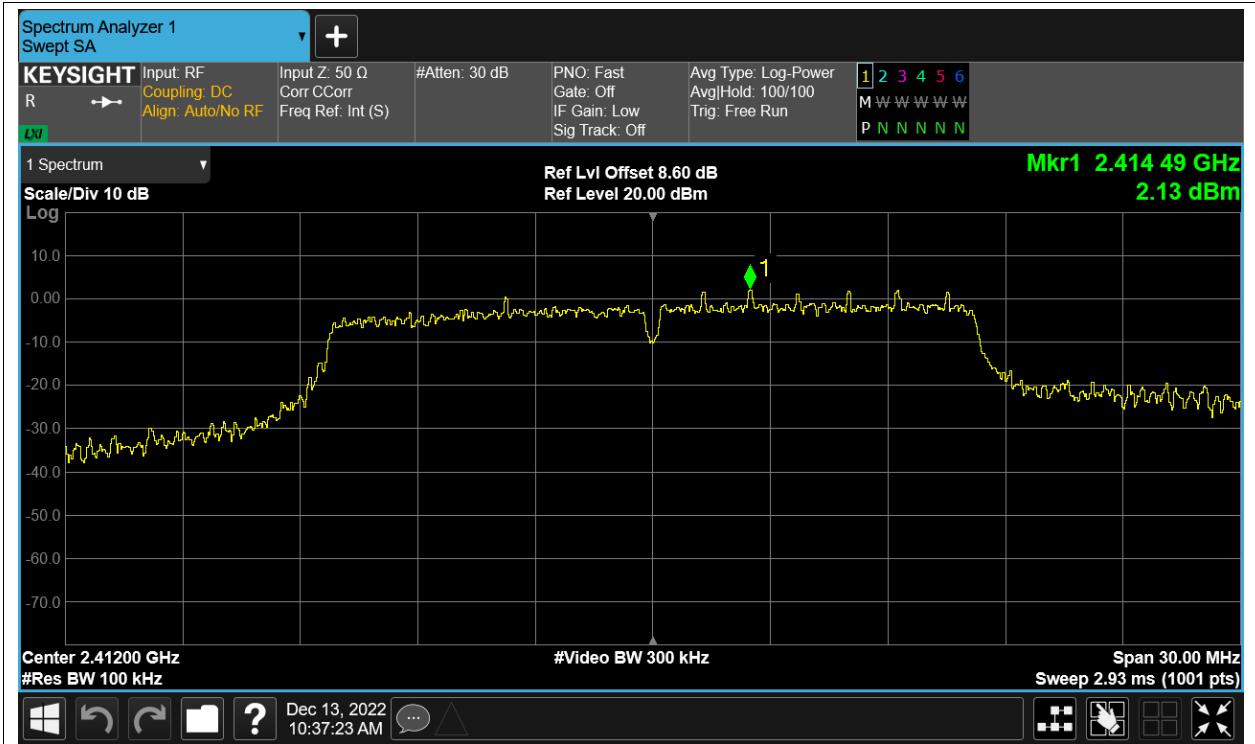 Spectrum Analyzer 1
Swept SA
KEYSIGHT
R
LXI
Input: RF
Coupling: DC
Align: Auto/No RF
Input Z: 50 Ω
Corr CCorr
Freq Ref: Int (S)
#Atten: 30 dB
PNO: Fast
Gate: Off
IF Gain: Low
Sig Track: Off
Avg Type: Log-Power
Avg|Hold: 100/100
Trig: Free Run
1 2 3 4 5 6
M W W W W W
P N N N N N
1 Spectrum
Scale/Div 10 dB
Log
Ref Lvl Offset 8.60 dB
Ref Level 20.00 dBm
Mkr1 2.414 49 GHz
2.13 dBm
10.0
1
0.00
-10.0
-20.0
-30.0
-40.0
-50.0
-60.0
-70.0
Center 2.41200 GHz
#Video BW 300 kHz
Span 30.00 MHz
#Res BW 100 kHz
Sweep 2.93 ms (1001 pts)
?
Dec 13, 2022
10:37:23 AM